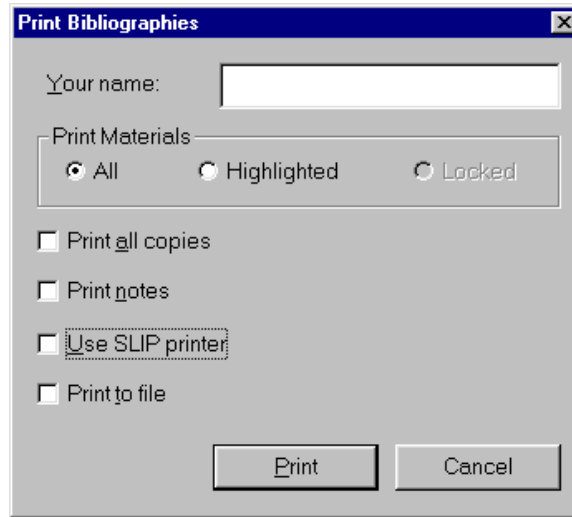 Print Bibliographies
Your name:
Print Materials
All Highlighted Locked
Print all copies
Print notes
Use SLIP printer
Print to file
Print Cancel